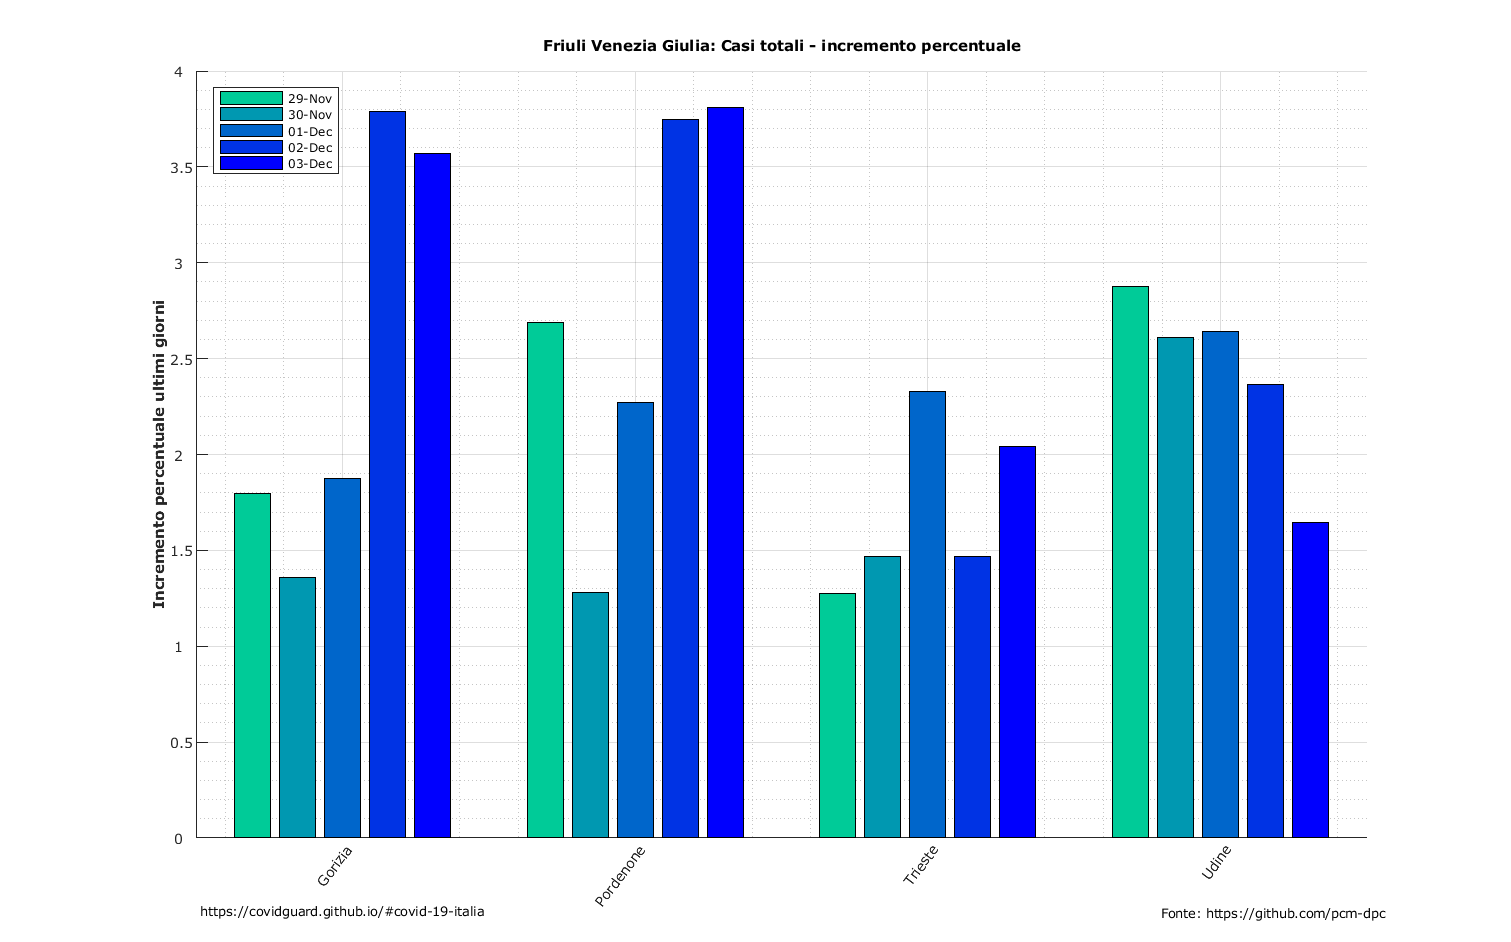 Friuli Venezia Giulia: Casi totali - incremento percentuale
29-Nov
30-Nov
01-Dec
02-Dec
03-Dec
Incremento percentuale ultimi giorni
4
3.5
3
2.5
2
1.5
1
0.5
0
Gorizia
Pordenone
Trieste
Udine
https://covidguard.github.io/#covid-19-italia
Fonte: https://github.com/pcm-dpc